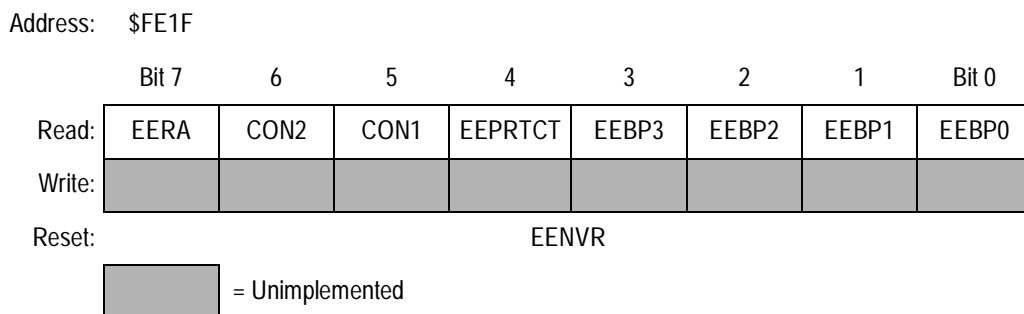 Address: $FE1F
Bit 7 6 5 4 3 2 1 Bit 0
Read: EERA CON2 CON1 EEPRTCT EEBP3 EEBP2 EEBP1 EEBP0
Write:
Reset: EENVR
= Unimplemented